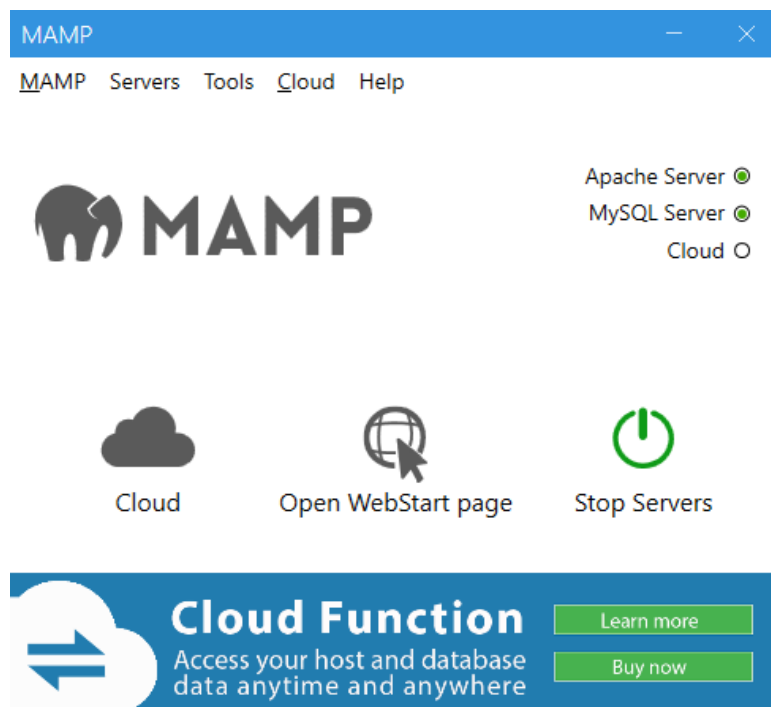 MAMP
MAMP Servers Tools Cloud Help
Apache Server
MySQL Server
Cloud
MAMP
Cloud
Open WebStart page
Stop Servers
Cloud Function
Access your host and database
data anytime and anywhere
Learn more
Buy now